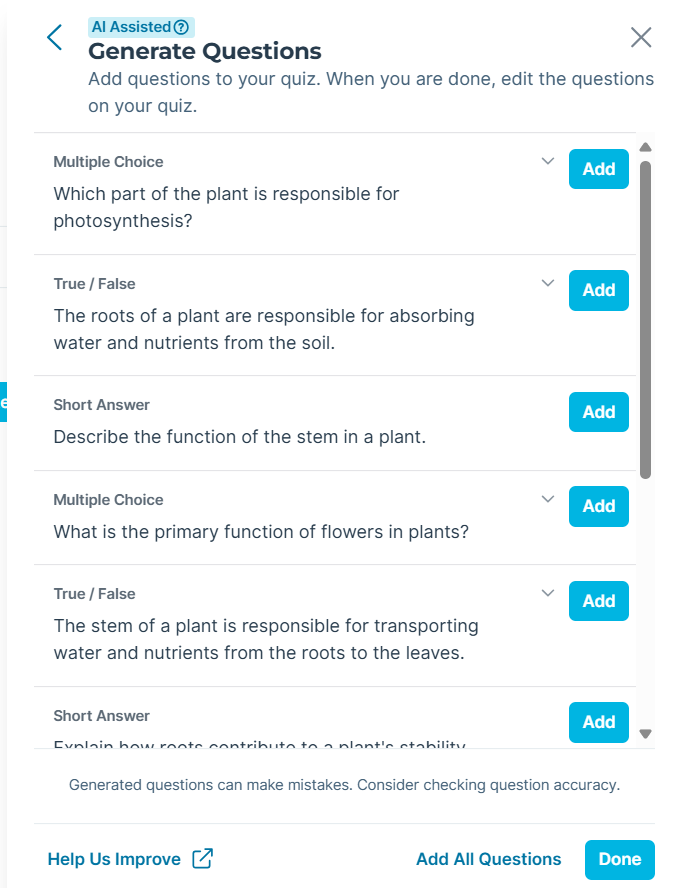 AI Assisted
Generate Questions
Add questions to your quiz. When you are done, edit the questions
on your quiz.
Multiple Choice
Add
Which part of the plant is responsible for
photosynthesis?
True / False
Add
The roots of a plant are responsible for absorbing
water and nutrients from the soil.
Short Answer
Add
Describe the function of the stem in a plant.
Multiple Choice
Add
What is the primary function of flowers in plants?
True / False
Add
The stem of a plant is responsible for transporting
water and nutrients from the roots to the leaves.
Short Answer
Add
Explain how roots contribute to a plant's stability
Generated questions can make mistakes. Consider checking question accuracy.
Help Us Improve
Add All Questions
Done